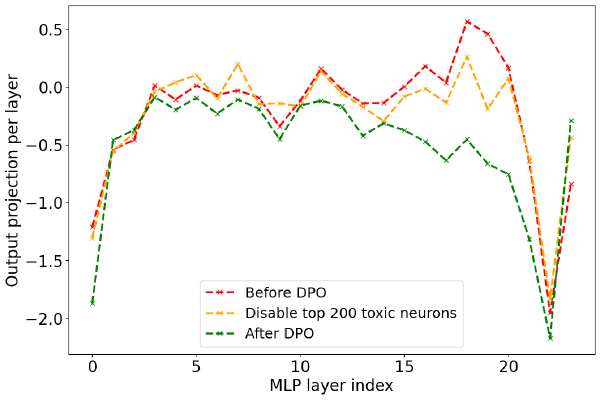 Output projection per layer
0.5
0.0
−0.5
−1.0
−1.5
−2.0
Before DPO
Disable top 200 toxic neurons
After DPO
0 5 10 15 20
MLP layer index